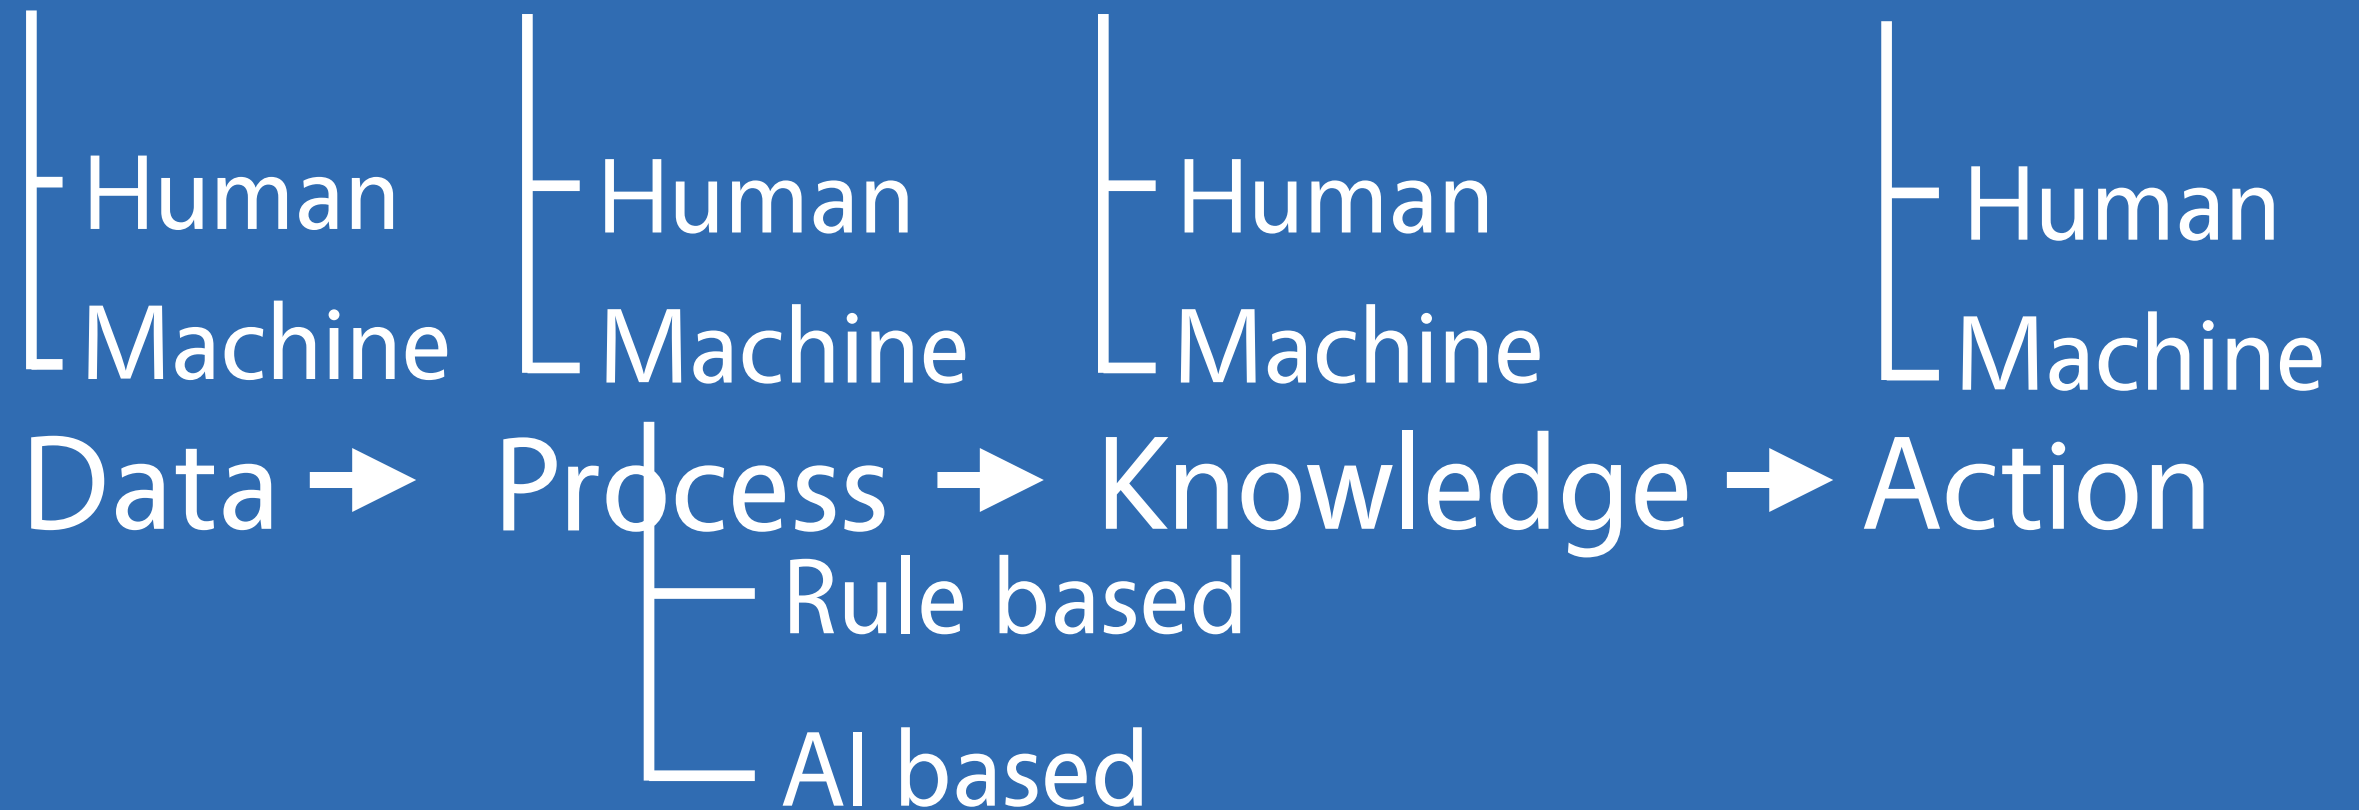 Human Human Human Human
Machine Machine Machine Machine
Data Process Knowledge Action
Rule based
AI based